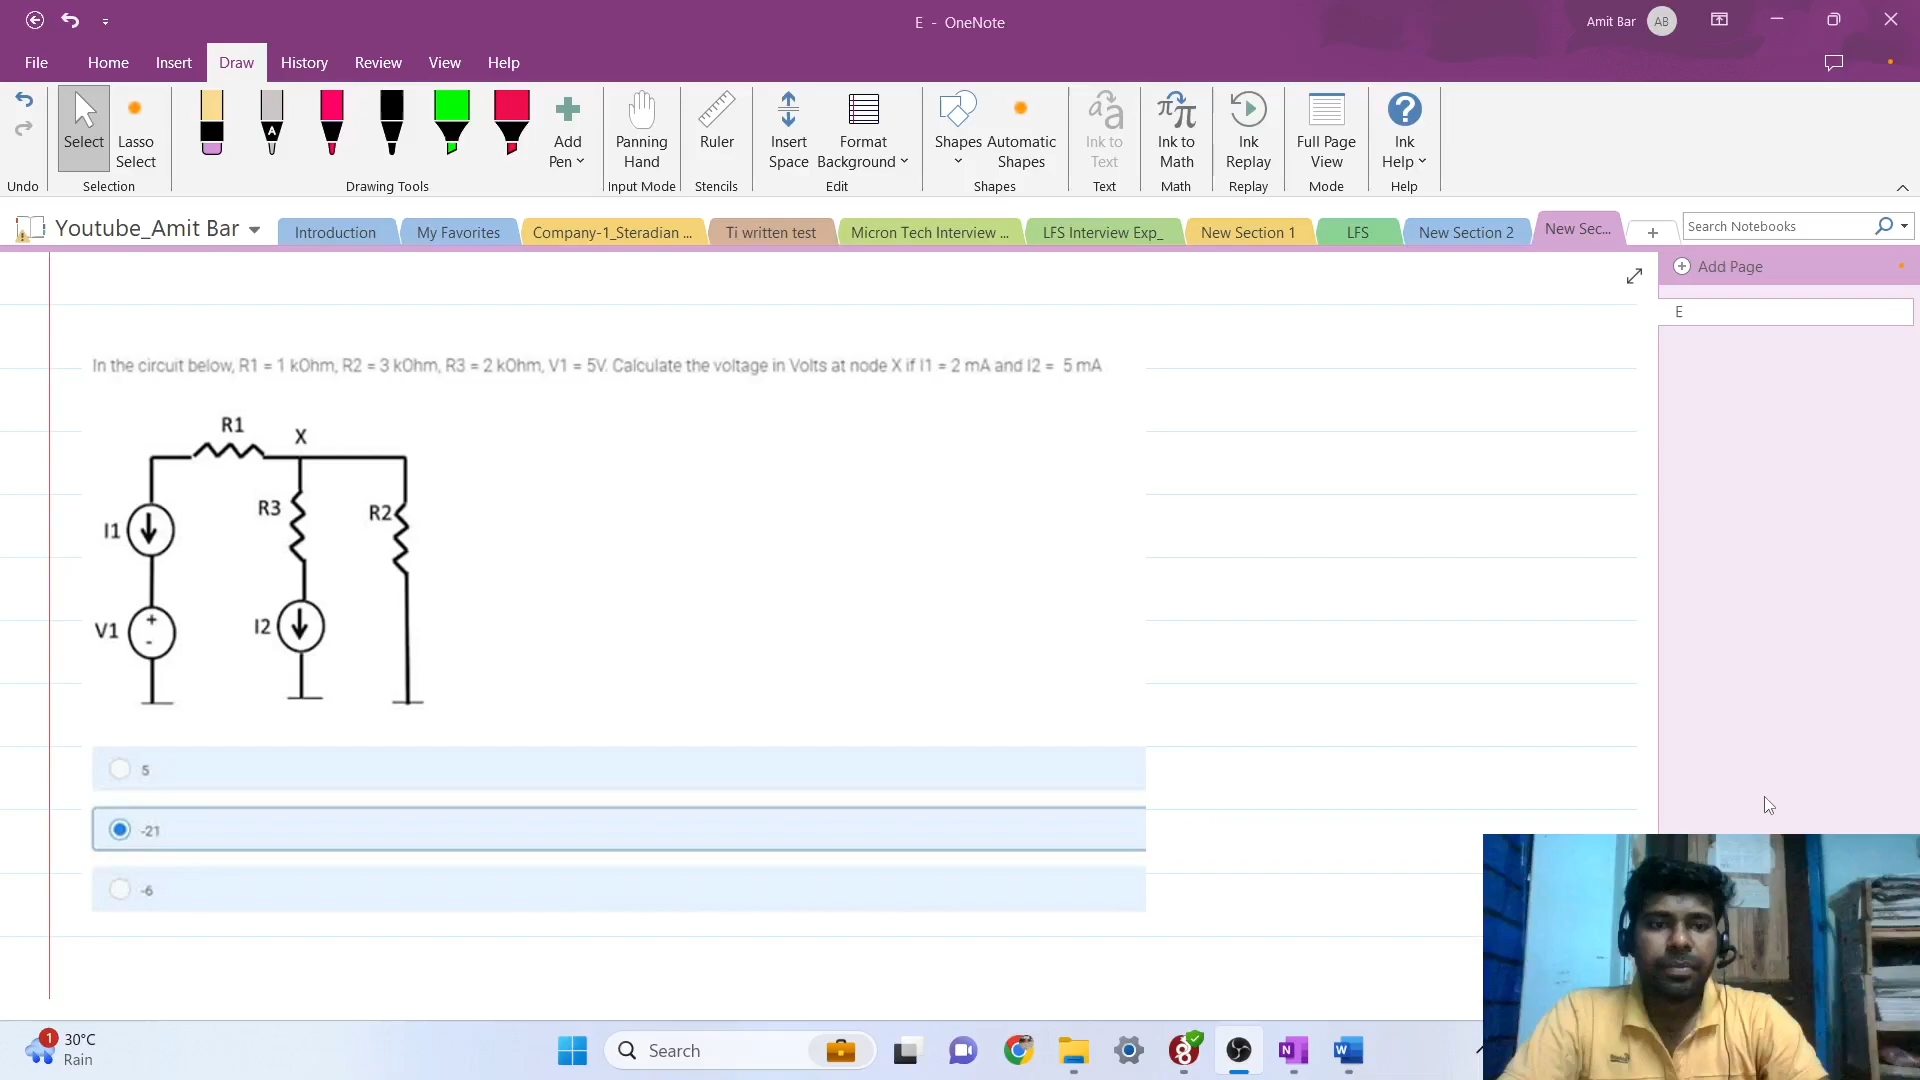 E - OneNote
Amit Bar
AB
File
Home
Insert
Draw
History
Review
View
Help
Select
Lasso
Select
A
Add
Pen
Panning
Hand
Ruler
Insert
Space
Format
Background
Shapes
Automatic
Shapes
Ink to
Text
Ink to
Math
Ink
Replay
Full Page
View
Ink
Help
Undo
Selection
Drawing Tools
Input Mode
Stencils
Edit
Shapes
Text
Math
Replay
Mode
Help
Youtube_Amit Bar
Introduction
My Favorites
Company-1_Steradian ...
Ti written test
Micron Tech Interview ...
LFS Interview Exp_
New Section 1
LFS
New Section 2
New Sec...
Search Notebooks
Add Page
E
In the circuit below, R1 = 1 kOhm, R2 = 3 kOhm, R3 = 2 kOhm, V1 = 5V. Calculate the voltage in Volts at node X if I1 = 2 mA and I2 = 5 mA
R1
X
R3
R2
I1
V1
+
-
I2
5
-21
-6
1
30°C
Rain
Search
N
W